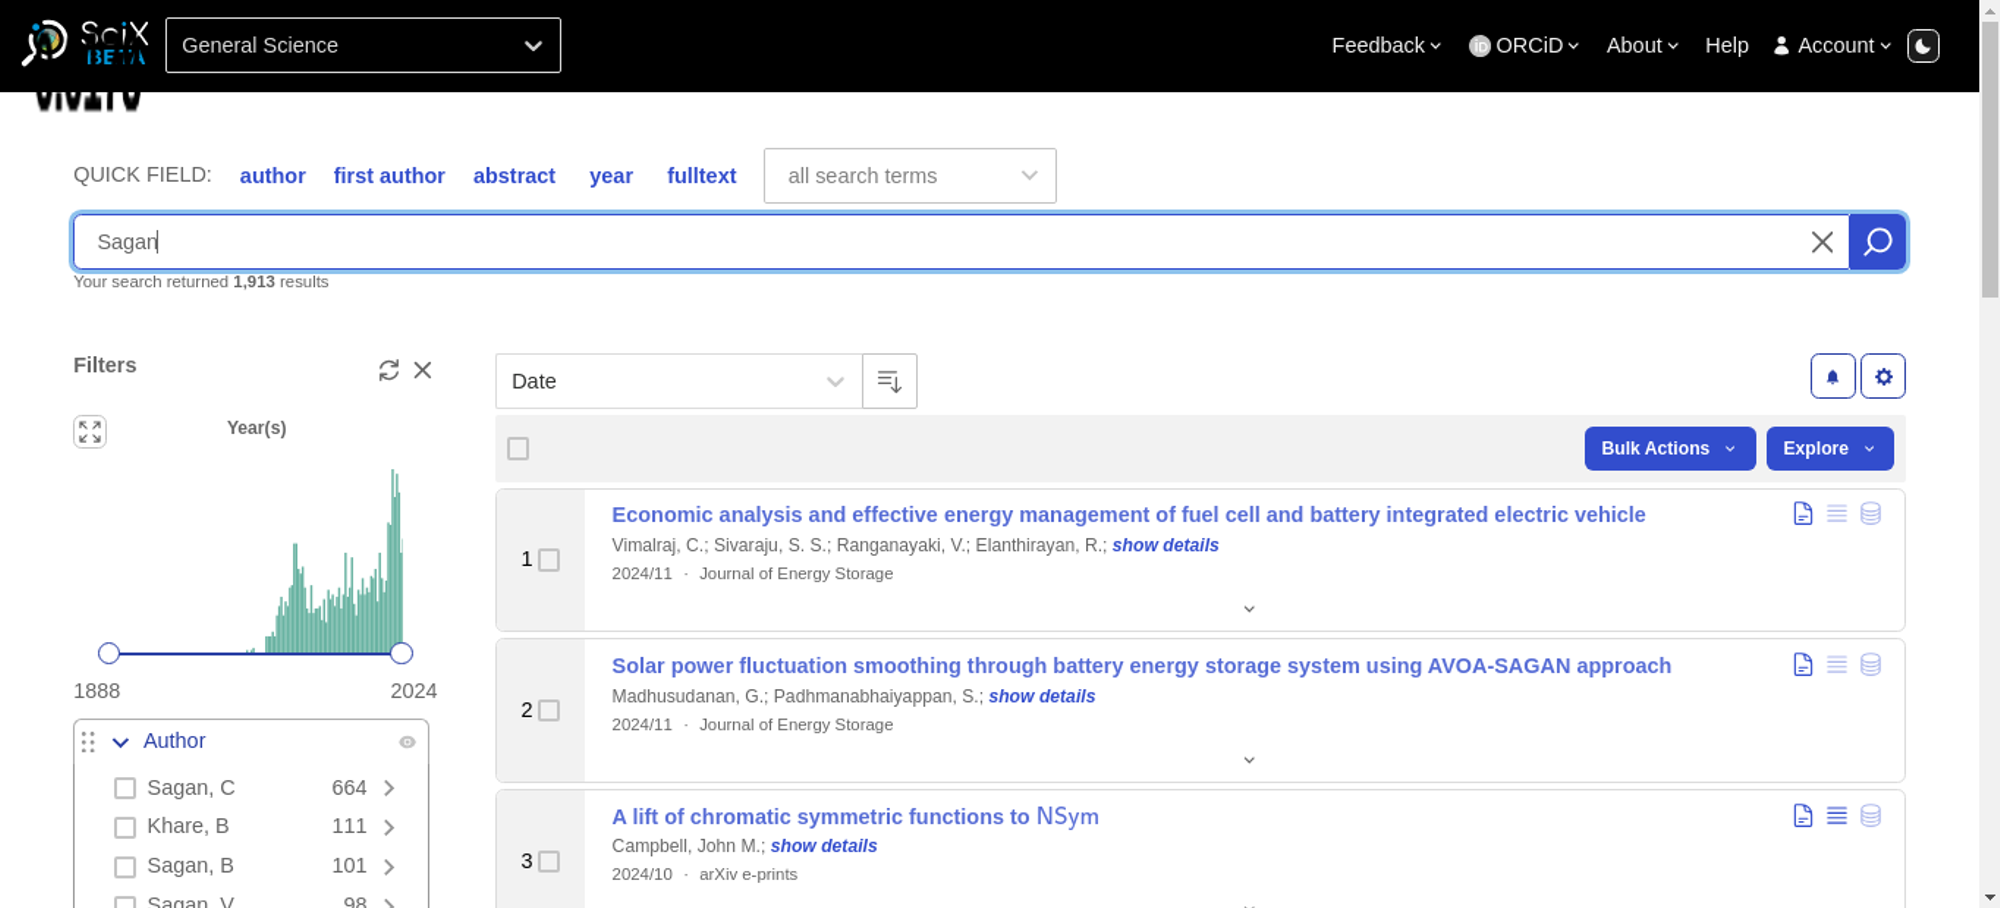 SciX
BETA
General Science
Feedback
iD ORCiD
About
Help
Account
QUICK FIELD: author first author abstract year fulltext all search terms
Sagan
Your search returned 1,913 results
Filters
Year(s)
1888 2024
Author
Sagan, C 664
Khare, B 111
Sagan, B 101
Sagan, V 98
Date
Bulk Actions Explore
1 Economic analysis and effective energy management of fuel cell and battery integrated electric vehicle
Vimalraj, C.; Sivaraju, S. S.; Ranganayaki, V.; Elanthirayan, R.; show details
2024/11 · Journal of Energy Storage
2 Solar power fluctuation smoothing through battery energy storage system using AVOA-SAGAN approach
Madhusudanan, G.; Padhmanabhaiyappan, S.; show details
2024/11 · Journal of Energy Storage
3 A lift of chromatic symmetric functions to NSym
Campbell, John M.; show details
2024/10 · arXiv e-prints